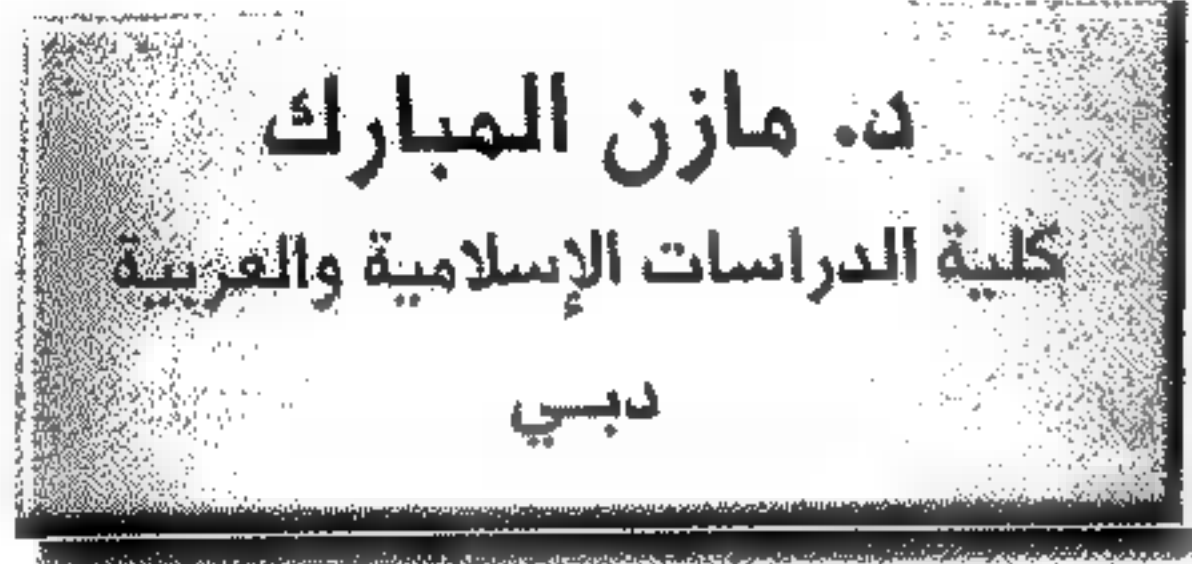 د. مازن المبارك
كلية الدراسات الإسلامية والعربية
دبي